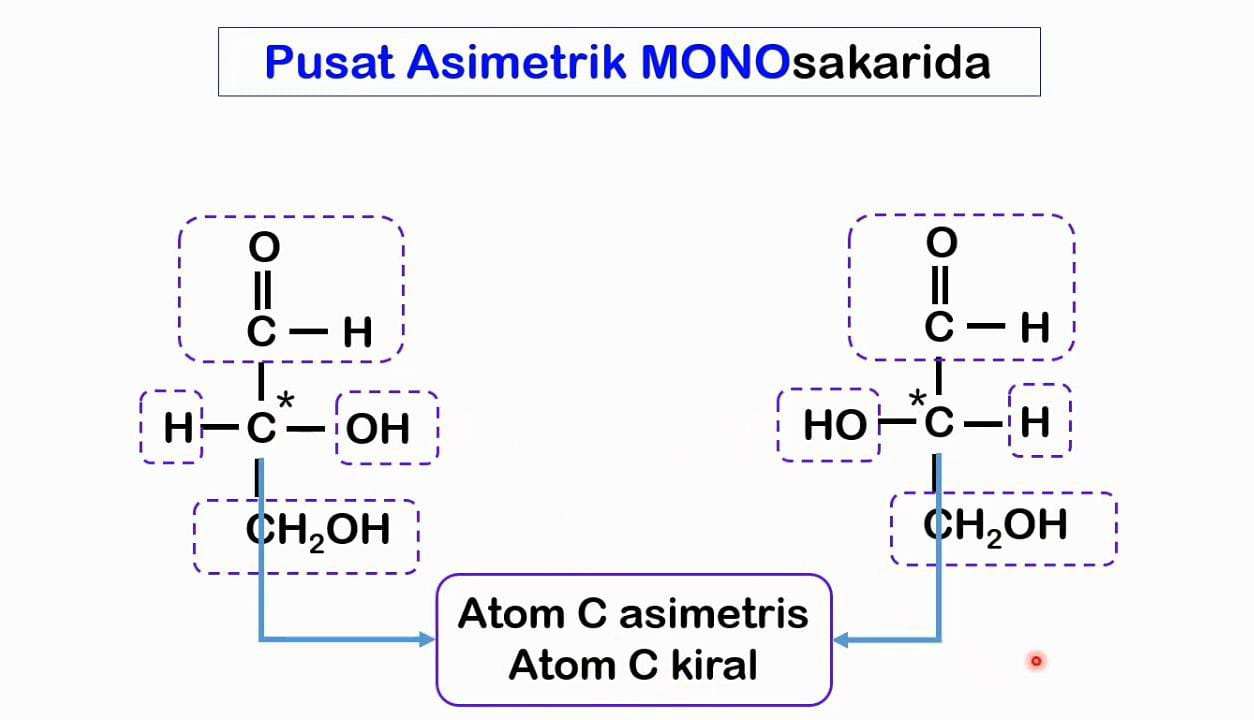 Pusat Asimetrik MONOsakarida
O
||
C — H
H — C* — OH
CH₂OH
O
||
C — H
HO — *C — H
CH₂OH
Atom C asimetris
Atom C kiral